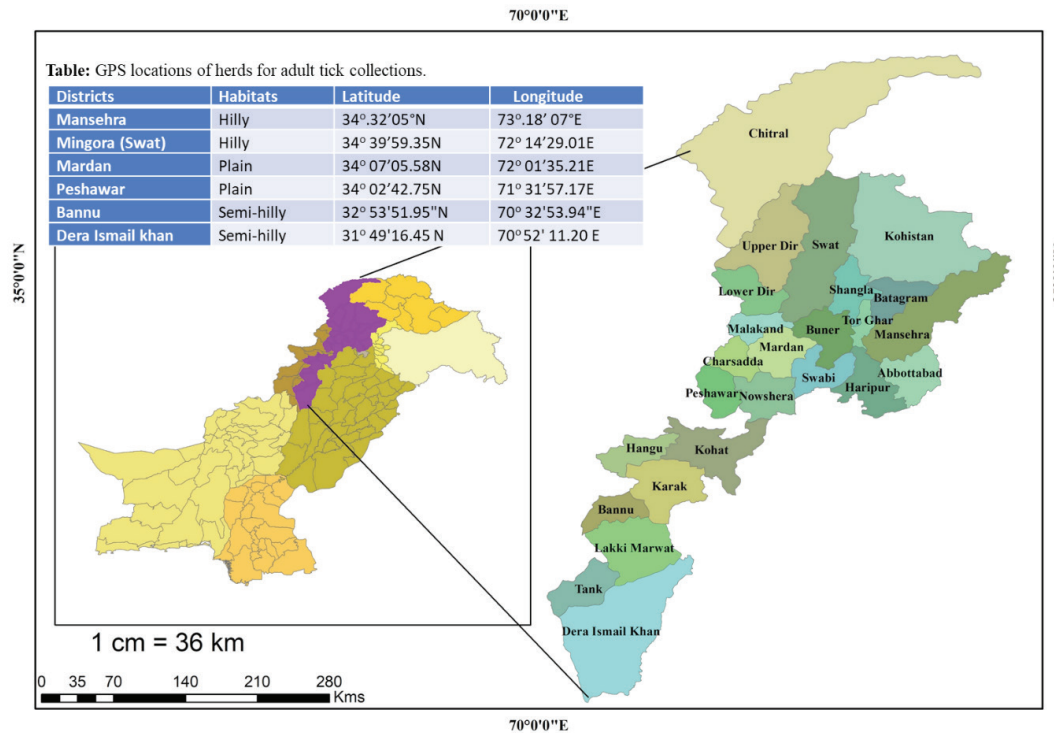 70°0'0"E
Table: GPS locations of herds for adult tick collections.
Districts Habitats Latitude Longitude
Mansehra Hilly 34°.32'05°N 73°.18' 07°E
Mingora (Swat) Hilly 34° 39'59.35N 72° 14'29.01E
Mardan Plain 34° 07'05.58N 72° 01'35.21E
Peshawar Plain 34° 02'42.75N 71° 31'57.17E
Bannu Semi-hilly 32° 53'51.95"N 70° 32'53.94"E
Dera Ismail khan Semi-hilly 31° 49'16.45 N 70° 52' 11.20 E
35°0'0"N
Chitral
Upper Dir
Swat
Kohistan
Lower Dir
Shangla
Batagram
Malakand
Buner
Tor Ghar
Mansehra
Mardan
Charsadda
Swabi
Abbottabad
Peshawar
Nowshera
Haripur
Hangu
Kohat
Karak
Bannu
Lakki Marwat
Tank
Dera Ismail Khan
1 cm = 36 km
0 35 70 140 210 280
Kms
70°0'0"E